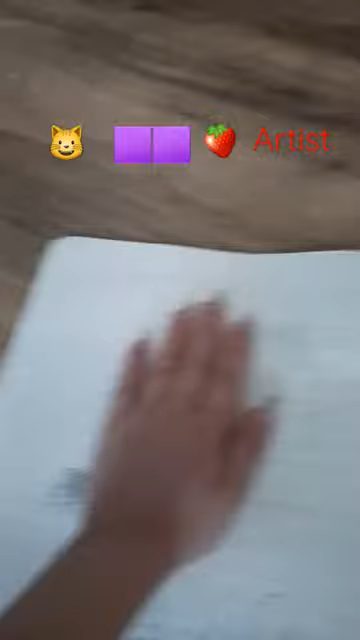 😺 🟪🟪 🍓 Artist